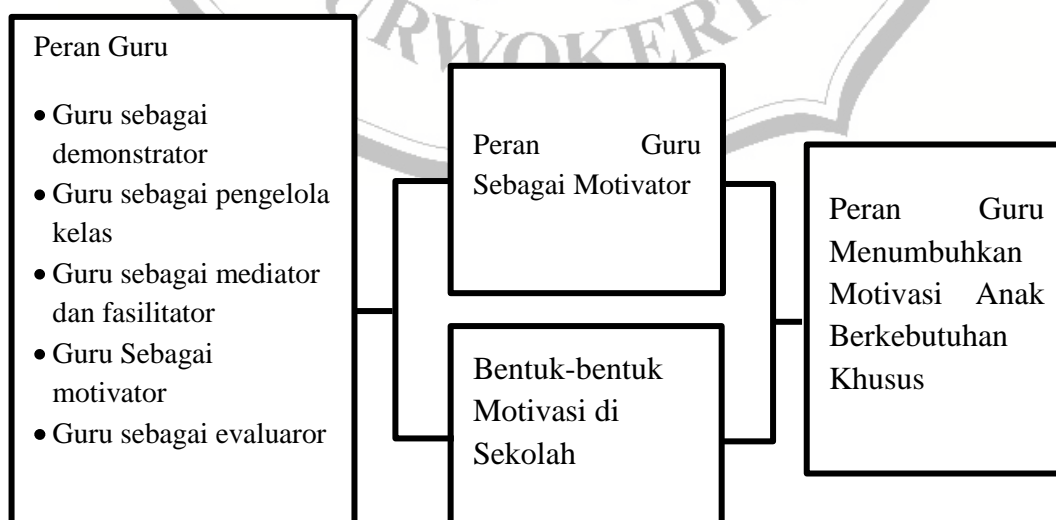 URWOKERT
Peran Guru
• Guru sebagai
demonstrator
• Guru sebagai pengelola
kelas
• Guru sebagai mediator
dan fasilitator
• Guru Sebagai
motivator
• Guru sebagai evaluaror
Peran Guru
Sebagai Motivator
Bentuk-bentuk
Motivasi di
Sekolah
Peran Guru
Menumbuhkan
Motivasi Anak
Berkebutuhan
Khusus